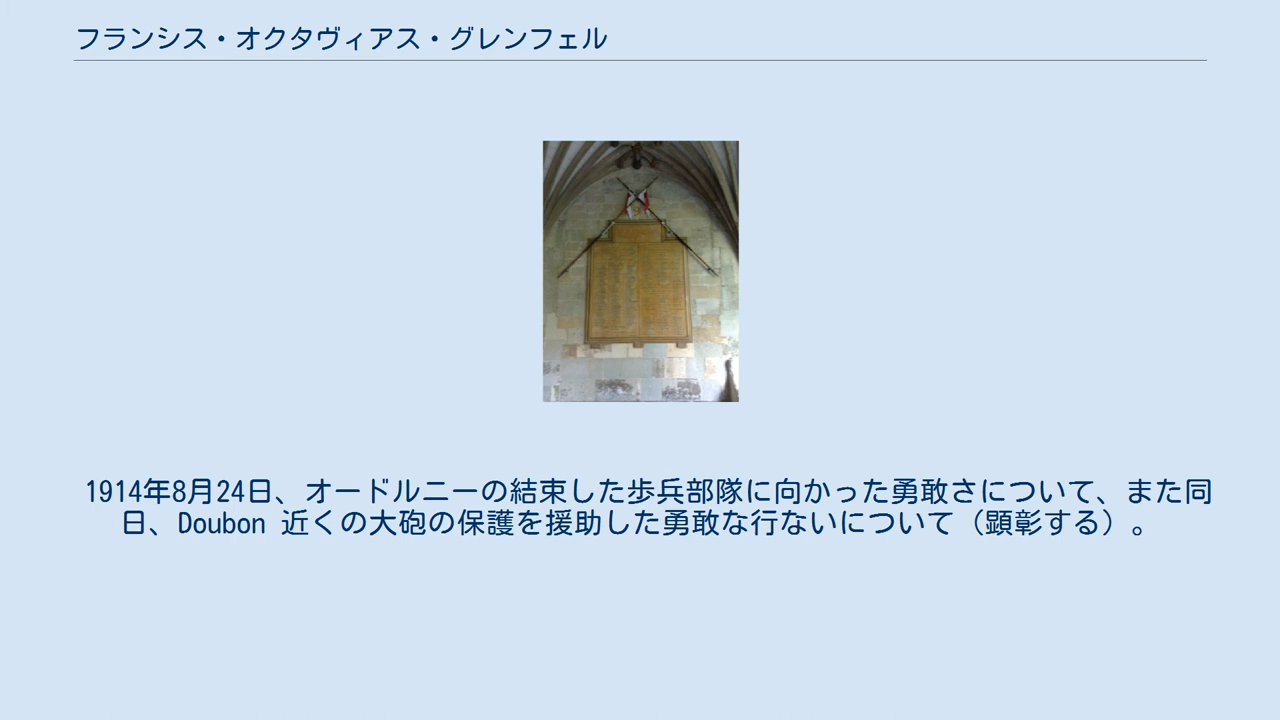 フランシス・オクタヴィアス・グレンフェル
1914年8月24日、オードルニーの結束した歩兵部隊に向かった勇敢さについて、また同
日、Doubon 近くの大砲の保護を援助した勇敢な行ないについて（顕彰する）。